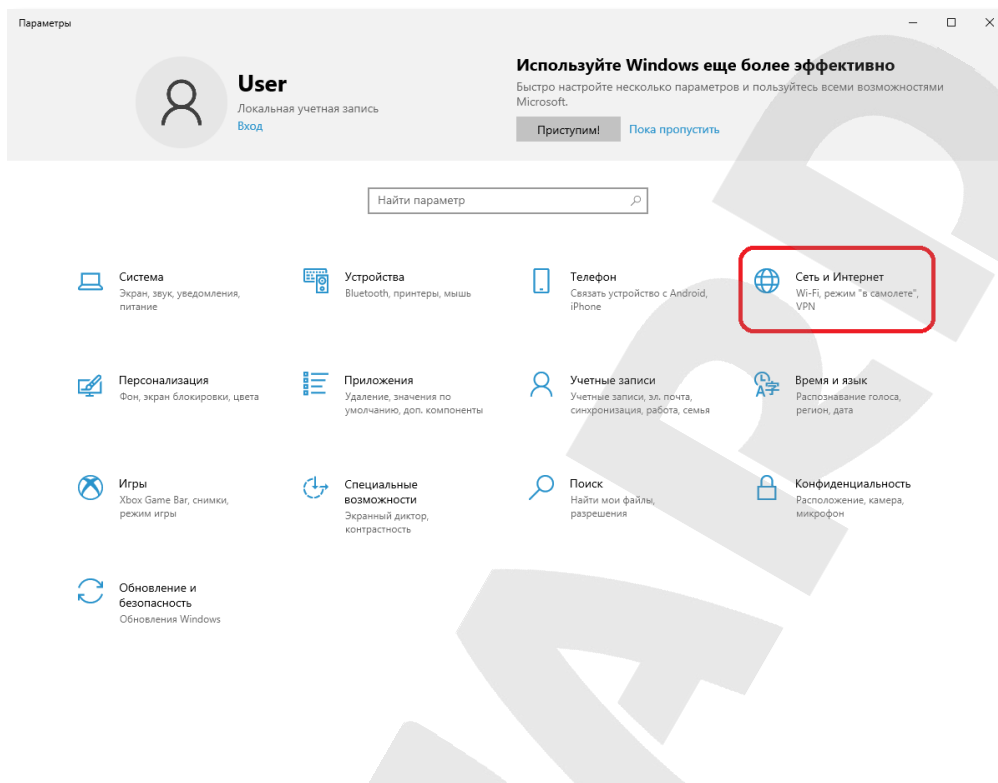 Параметры
User
Локальная учетная запись
Вход
Используйте Windows еще более эффективно
Быстро настройте несколько параметров и пользуйтесь всеми возможностями
Microsoft.
Приступим!
Пока пропустить
Найти параметр
Система
Экран, звук, уведомления,
питание
Устройства
Bluetooth, принтеры, мышь
Телефон
Связать устройство с Android,
iPhone
Сеть и Интернет
Wi-Fi, режим "в самолете",
VPN
Персонализация
Фон, экран блокировки, цвета
Приложения
Удаление, значения по
умолчанию, доп. компоненты
Учетные записи
Учетные записи, эл. почта,
синхронизация, работа, семья
Время и язык
Распознавание голоса,
регион, дата
Игры
Xbox Game Bar, снимки,
режим игры
Специальные
возможности
Экранный диктор,
контрастность
Поиск
Найти мои файлы,
разрешения
Конфиденциальность
Расположение, камера,
микрофон
Обновление и
безопасность
Обновления Windows